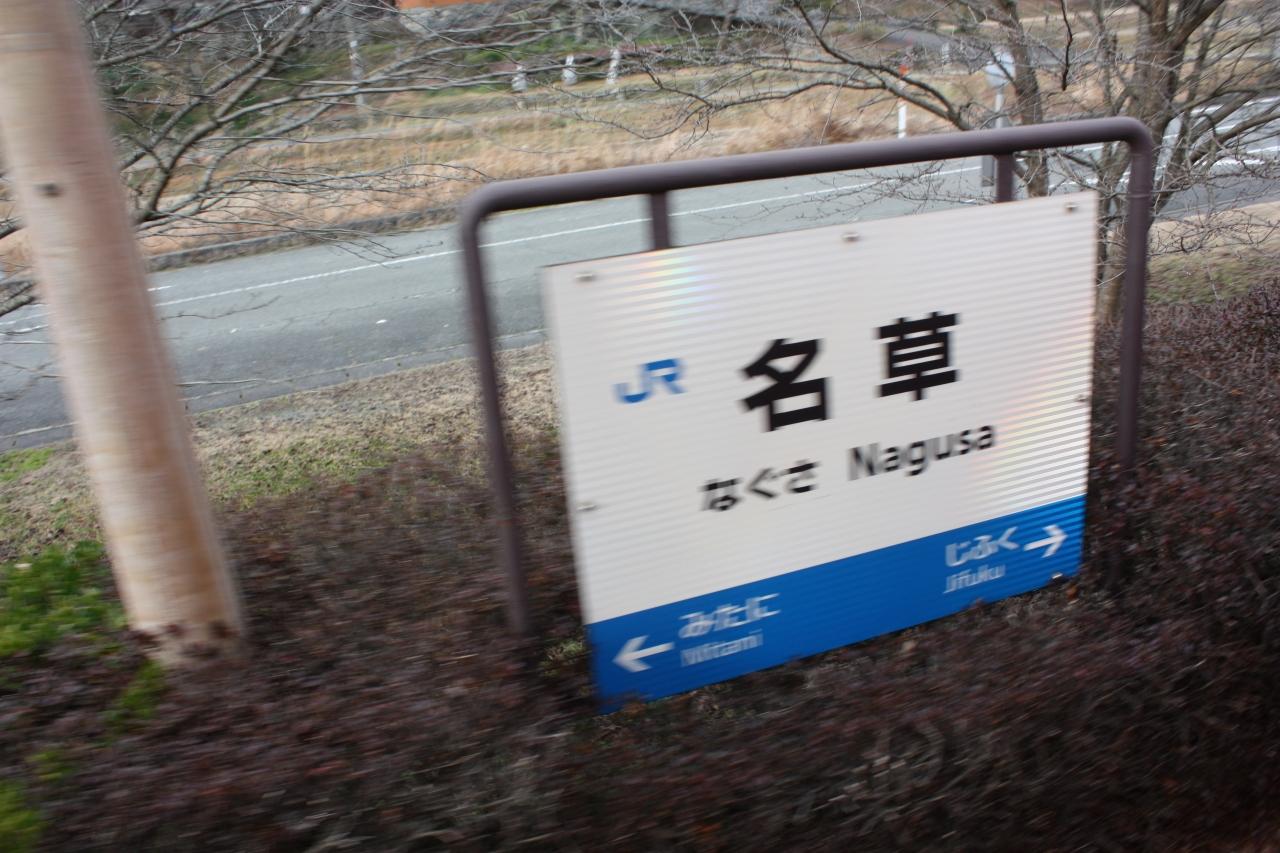 JR 名草
なぐさ Nagusa
じふく →
Jifuku
← みたに
Mitani